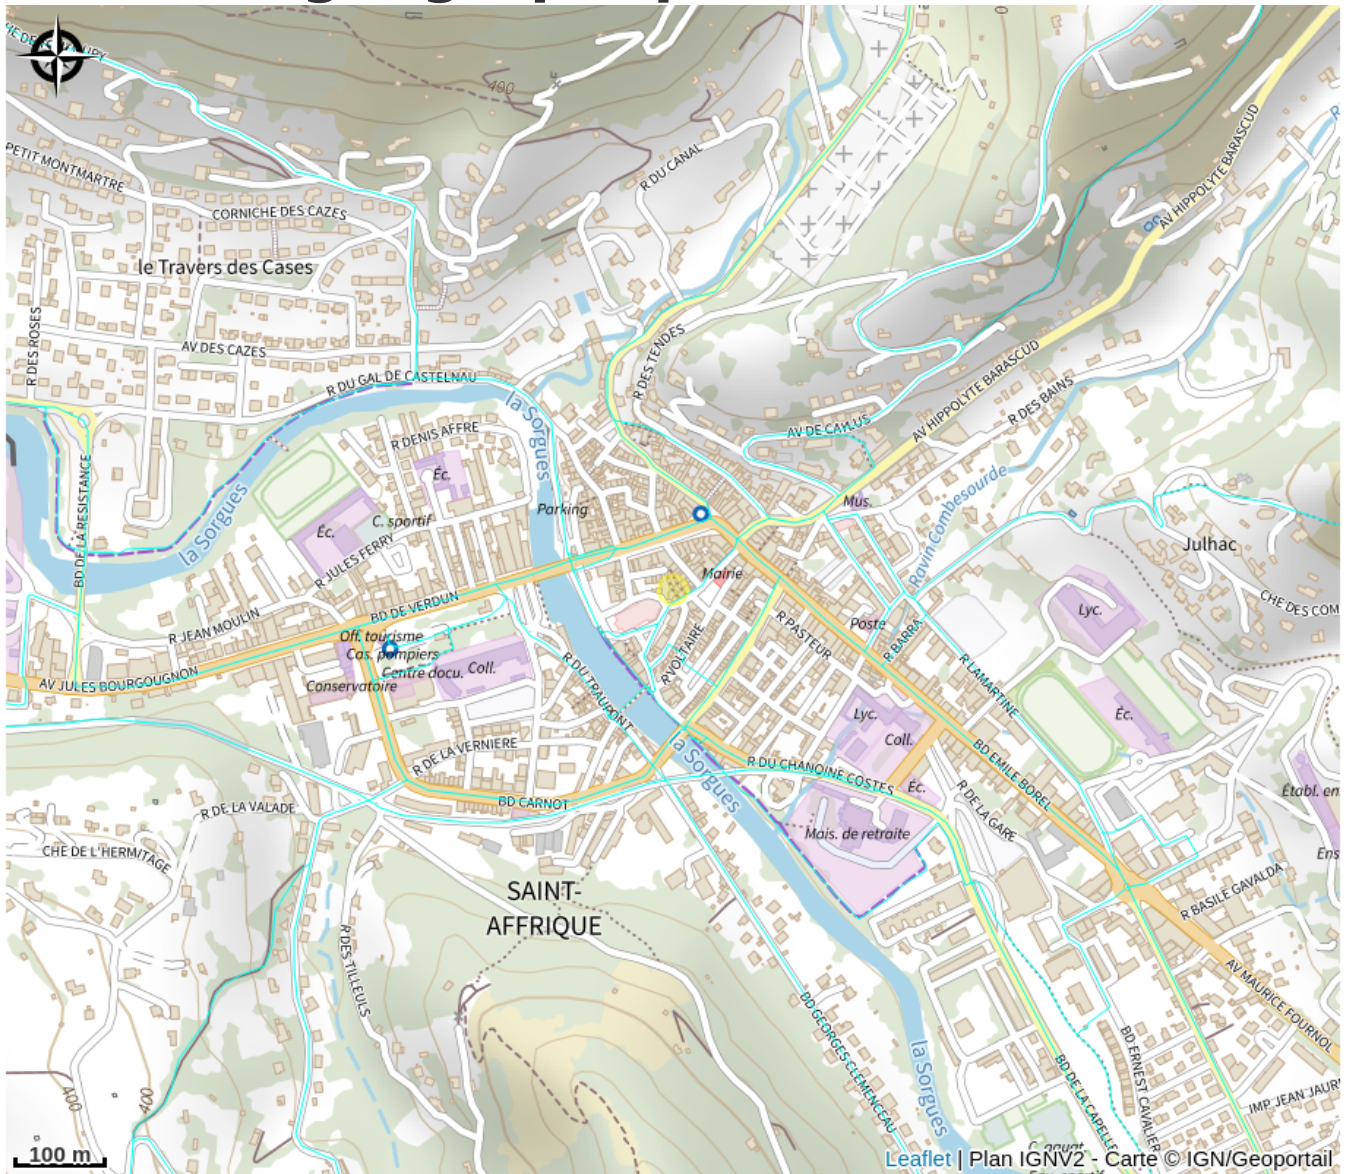 400
PETIT MONTMARTRE
R DU CANAL
AV HIPPOLYTE BARASCUD
CORNICHE DES CAZES
le Travers des Cases
R DES ROSES
AV DES CAZES
R DES TENDES
AV HIPPOLYTE BARASCUD
R DU GAL DE CASTELNAU
R DES BAINS
la Sorgues
AV DE CAYLUS
R DENIS AFFRE
Éc.
BD DE LA RESISTANCE
la Sorgues
Parking
Mus.
C. sportif
Éc.
Ravin Combesourde
Julhac
R JULES FERRY
Mairie
CHE DES COM
Lyc.
BD DE VERDUN
R JEAN MOULIN
R PASTEUR
Poste
R BARRA
Off. tourisme
Cas. pompiers
Centre docu.
Coll.
Conservatoire
AV JULES BOURGOUGNON
R VOLTAIRE
R DU TRAUPONT
R LAMARTINE
Lyc.
Coll.
Éc.
R DE LA VERNIERE
la Sorgues
R DU CHANOINE COSTES
Éc.
BD EMILE BOREL
BD CARNOT
R DE LA VALADE
R DE LA GARE
Établ. en
Mais. de retraite
CHE DE L'HERMITAGE
Ens
SAINT-
AFFRIQUE
R BASILE GAVALDA
R DES TILLEULS
AV MAURICE FOURNOL
BD GEORGES CLEMENCEAU
la Sorgues
BD DE LA CAPELLE
BD ERNEST CAVALIER
400
400
IMP JEAN JAUR
100 m
Leaflet | Plan IGNV2 - Carte © IGN/Geoportail